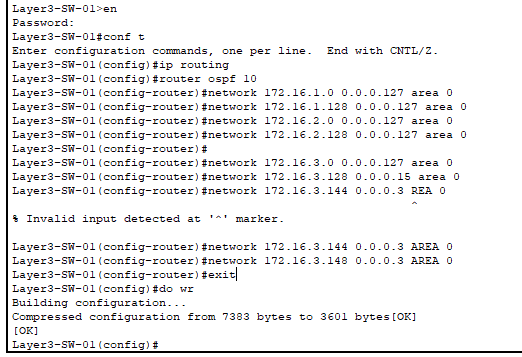 Layer3-SW-01>en
Password:
Layer3-SW-01#conf t
Enter configuration commands, one per line.  End with CNTL/Z.
Layer3-SW-01(config)#ip routing
Layer3-SW-01(config)#router ospf 10
Layer3-SW-01(config-router)#network 172.16.1.0 0.0.0.127 area 0
Layer3-SW-01(config-router)#network 172.16.1.128 0.0.0.127 area 0
Layer3-SW-01(config-router)#network 172.16.2.0 0.0.0.127 area 0
Layer3-SW-01(config-router)#network 172.16.2.128 0.0.0.127 area 0
Layer3-SW-01(config-router)#
Layer3-SW-01(config-router)#network 172.16.3.0 0.0.0.127 area 0
Layer3-SW-01(config-router)#network 172.16.3.128 0.0.0.15 area 0
Layer3-SW-01(config-router)#network 172.16.3.144 0.0.0.3 REA 0
^
% Invalid input detected at '^' marker.
Layer3-SW-01(config-router)#network 172.16.3.144 0.0.0.3 AREA 0
Layer3-SW-01(config-router)#network 172.16.3.148 0.0.0.3 AREA 0
Layer3-SW-01(config-router)#exit
Layer3-SW-01(config)#do wr
Building configuration...
Compressed configuration from 7383 bytes to 3601 bytes[OK]
[OK]
Layer3-SW-01(config)#